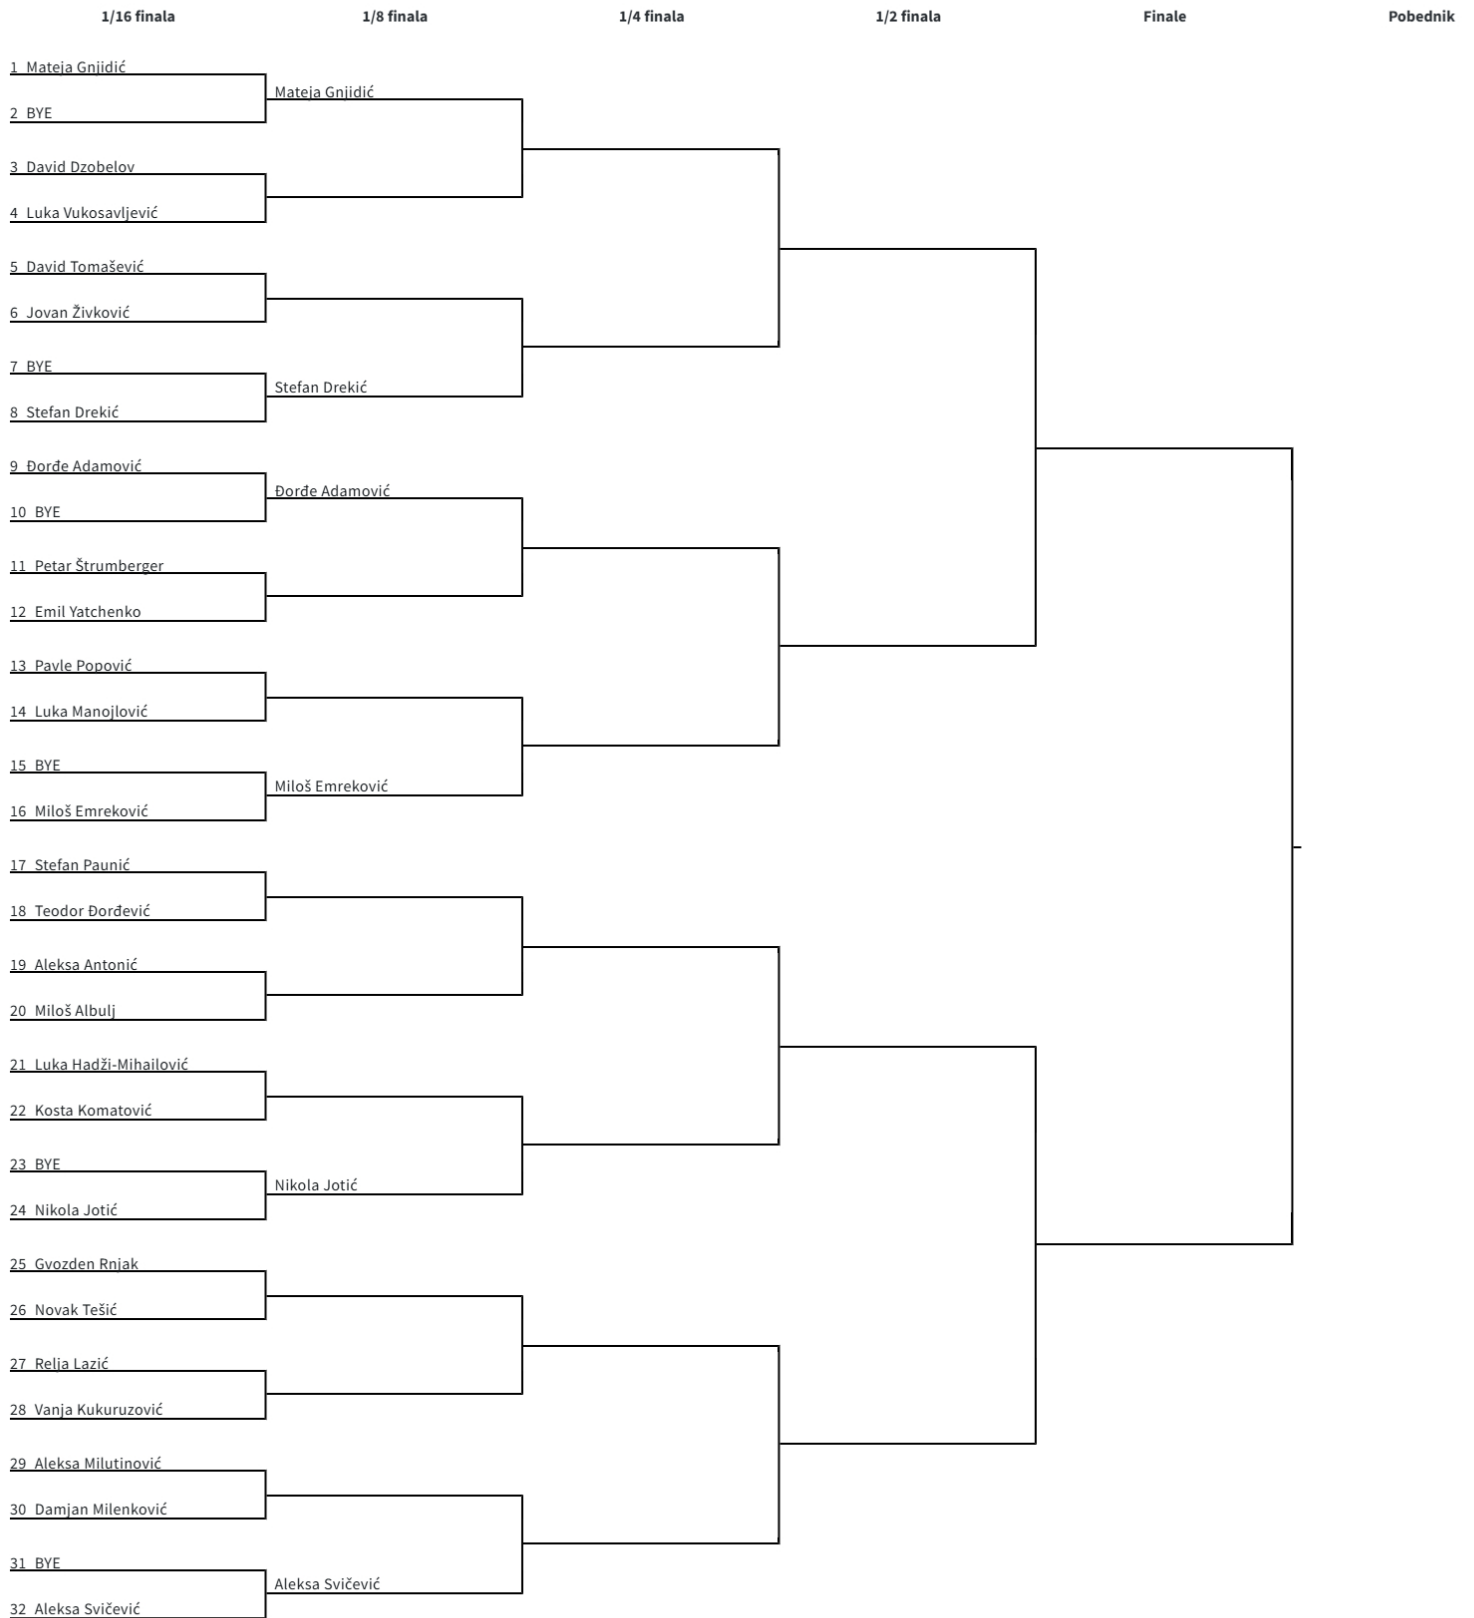 1/16 finala 1/8 finala 1/4 finala 1/2 finala Finale Pobednik
1 Mateja Gnjidić
Mateja Gnjidić
2 BYE
3 David Dzobelov
4 Luka Vukosavljević
5 David Tomašević
6 Jovan Živković
7 BYE
Stefan Drekić
8 Stefan Drekić
9 Đorđe Adamović
Đorđe Adamović
10 BYE
11 Petar Štrumberger
12 Emil Yatchenko
13 Pavle Popović
14 Luka Manojlović
15 BYE
Miloš Emreković
16 Miloš Emreković
17 Stefan Paunić
18 Teodor Đorđević
19 Aleksa Antonić
20 Miloš Albulj
21 Luka Hadži-Mihailović
22 Kosta Komatović
23 BYE
Nikola Jotić
24 Nikola Jotić
25 Gvozden Rnjak
26 Novak Tešić
27 Relja Lazić
28 Vanja Kukuruzović
29 Aleksa Milutinović
30 Damjan Milenković
31 BYE
Aleksa Svičević
32 Aleksa Svičević